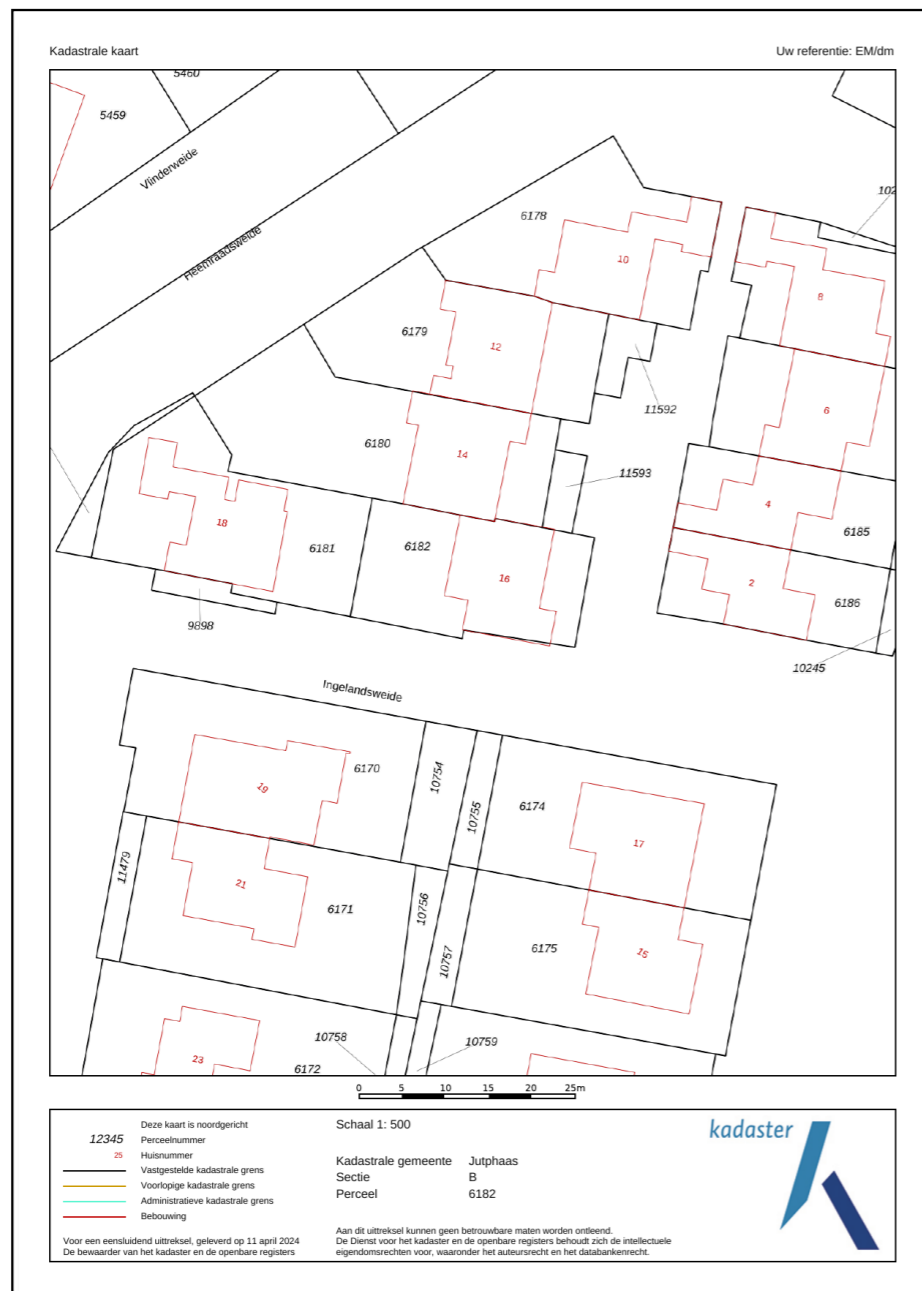 Kadastrale kaart
Uw referentie: EM/dm
5460
5459
Vlinderweide
Heemraadsweide
6178
10
8
6179
12
11592
6
6180
14
11593
4
6185
18
6181
6182
16
2
6186
9898
10245
Ingelandsweide
6170
10754
10755
6174
19
17
11479
21
6171
10756
10757
6175
15
23
6172
10758
10759
0 5 10 15 20 25m
Deze kaart is noordgericht
12345 Perceelnummer
25 Huisnummer
Vastgestelde kadastrale grens
Voorlopige kadastrale grens
Administratieve kadastrale grens
Bebouwing
Voor een eensluidend uittreksel, geleverd op 11 april 2024
De bewaarder van het kadaster en de openbare registers
Schaal 1: 500
Kadastrale gemeente Jutphaas
Sectie B
Perceel 6182
Aan dit uittreksel kunnen geen betrouwbare maten worden ontleend.
De Dienst voor het kadaster en de openbare registers behoudt zich de intellectuele
eigendomsrechten voor, waaronder het auteursrecht en het databankenrecht.
kadaster